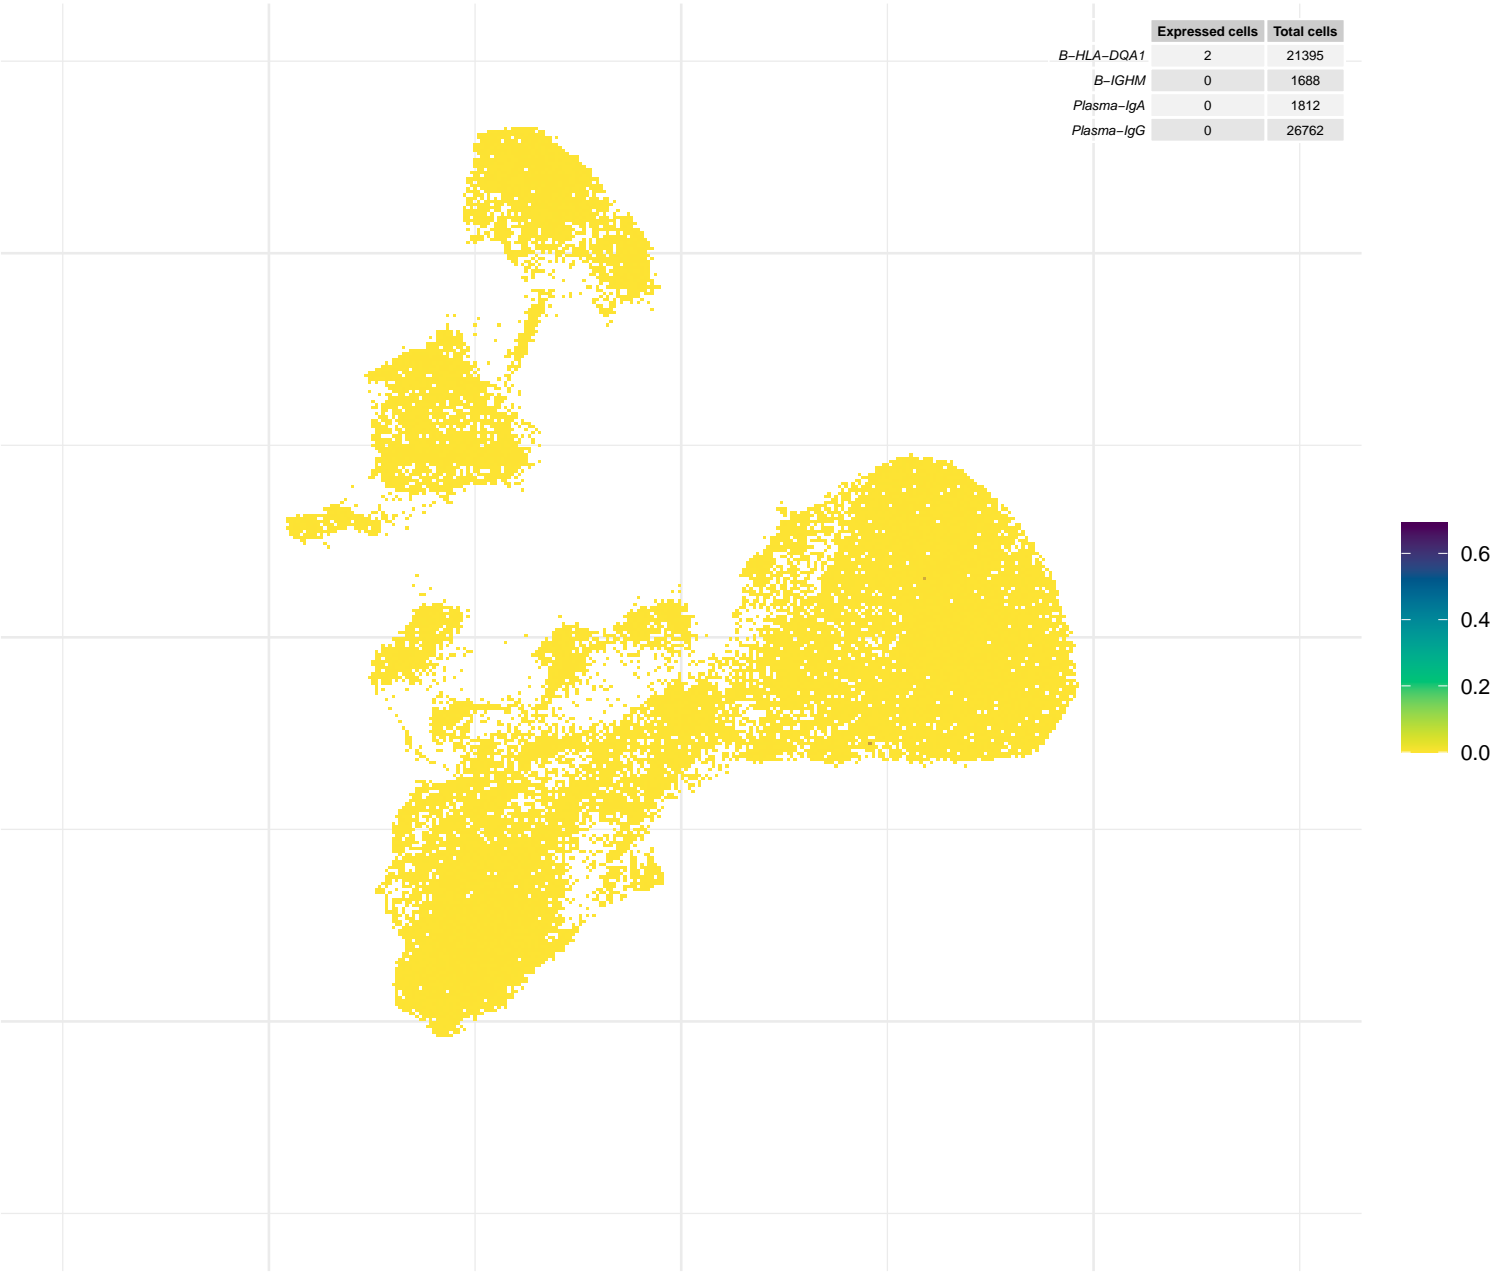 Expressed cells Total cells
B−HLA−DQA1 2 21395
B−IGHM 0 1688
Plasma−IgA 0 1812
Plasma−IgG 0 26762
0.6
0.4
0.2
0.0